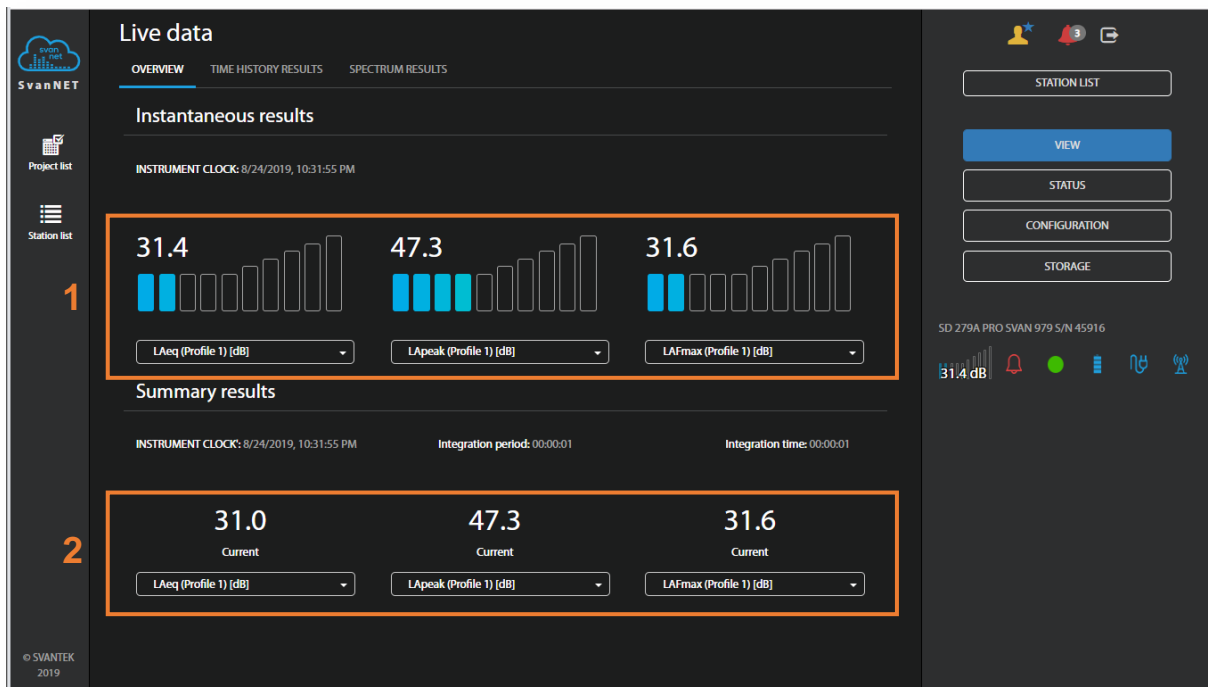 svan
net
SvanNET
Project list
Station list
© SVANTEK
2019
Live data
OVERVIEW TIME HISTORY RESULTS SPECTRUM RESULTS
Instantaneous results
INSTRUMENT CLOCK: 8/24/2019, 10:31:55 PM
1
31.4 47.3 31.6
LAeq (Profile 1) [dB] LApeak (Profile 1) [dB] LAFmax (Profile 1) [dB]
Summary results
INSTRUMENT CLOCK': 8/24/2019, 10:31:55 PM Integration period: 00:00:01 Integration time: 00:00:01
2
31.0 47.3 31.6
Current Current Current
LAeq (Profile 1) [dB] LApeak (Profile 1) [dB] LAFmax (Profile 1) [dB]
3
STATION LIST
VIEW
STATUS
CONFIGURATION
STORAGE
SD 279A PRO SVAN 979 S/N 45916
31.4 dB